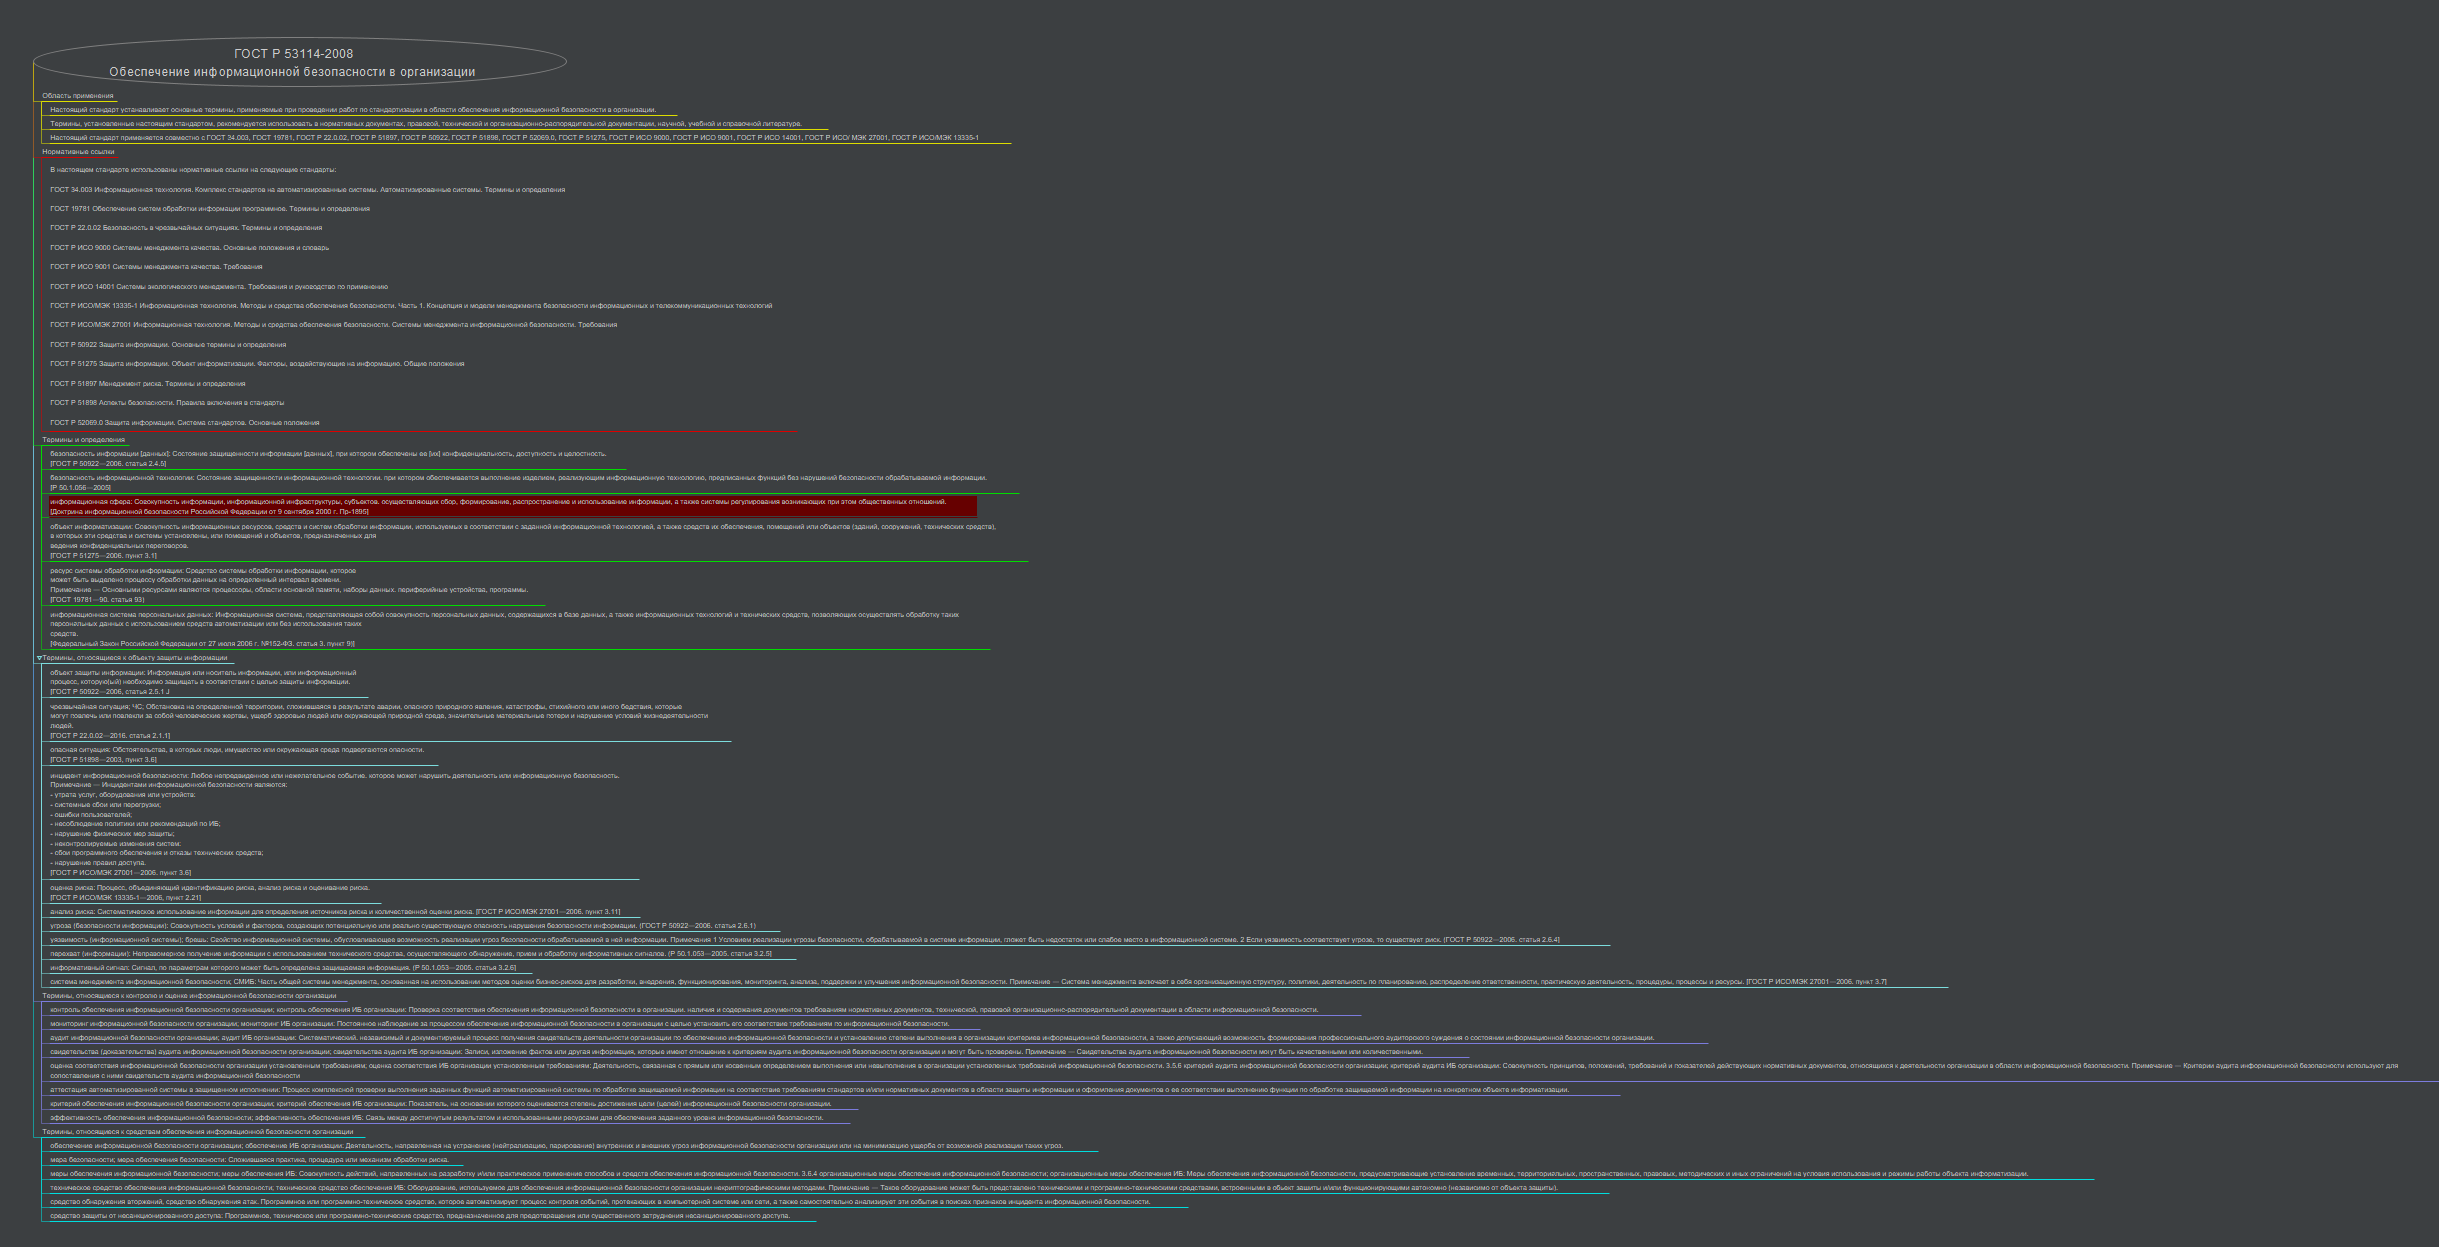 ГОСТ Р 53114-2008
Обеспечение информационной безопасности в организации
Область применения
Настоящий стандарт устанавливает основные термины, применяемые при проведении работ по стандартизации в области обеспечения информационной безопасности в организации.
Термины, установленные настоящим стандартом, рекомендуется использовать в нормативных документах, правовой, технической и организационно-распорядительной документации, научной, учебной и справочной литературе.
Настоящий стандарт применяется совместно с ГОСТ 34.003, ГОСТ 19781, ГОСТ Р 22.0.02, ГОСТ Р 51897, ГОСТ Р 50922, ГОСТ Р 51898, ГОСТ Р 52069.0, ГОСТ Р 51275, ГОСТ Р ИСО 9000, ГОСТ Р ИСО 9001, ГОСТ Р ИСО 14001, ГОСТ Р ИСО/ МЭК 27001, ГОСТ Р ИСО/МЭК 13335-1
Нормативные ссылки
В настоящем стандарте использованы нормативные ссылки на следующие стандарты:
ГОСТ 34.003 Информационная технология. Комплекс стандартов на автоматизированные системы. Автоматизированные системы. Термины и определения
ГОСТ 19781 Обеспечение систем обработки информации программное. Термины и определения
ГОСТ Р 22.0.02 Безопасность в чрезвычайных ситуациях. Термины и определения
ГОСТ Р ИСО 9000 Системы менеджмента качества. Основные положения и словарь
ГОСТ Р ИСО 9001 Системы менеджмента качества. Требования
ГОСТ Р ИСО 14001 Системы экологического менеджмента. Требования и руководство по применению
ГОСТ Р ИСО/МЭК 13335-1 Информационная технология. Методы и средства обеспечения безопасности. Часть 1. Концепция и модели менеджмента безопасности информационных и телекоммуникационных технологий
ГОСТ Р ИСО/МЭК 27001 Информационная технология. Методы и средства обеспечения безопасности. Системы менеджмента информационной безопасности. Требования
ГОСТ Р 50922 Защита информации. Основные термины и определения
ГОСТ Р 51275 Защита информации. Объект информатизации. Факторы, воздействующие на информацию. Общие положения
ГОСТ Р 51897 Менеджмент риска. Термины и определения
ГОСТ Р 51898 Аспекты безопасности. Правила включения в стандарты
ГОСТ Р 52069.0 Защита информации. Система стандартов. Основные положения
Термины и определения
безопасность информации [данных]: Состояние защищенности информации [данных], при котором обеспечены ее [их] конфиденциальность, доступность и целостность.
[ГОСТ Р 50922—2006. статья 2.4.5]
безопасность информационной технологии: Состояние защищенности информационной технологии. при котором обеспечивается выполнение изделием, реализующим информационную технологию, предписанных функций без нарушений безопасности обрабатываемой информации.
[Р 50.1.056—2005]
информационная сфера: Совокупность информации, информационной инфраструктуры, субъектов. осуществляющих сбор, формирование, распространение и использование информации, а также системы регулирования возникающих при этом общественных отношений.
[Доктрина информационной безопасности Российской Федерации от 9 сентября 2000 г. Пр-1895]
объект информатизации: Совокупность информационных ресурсов, средств и систем обработки информации, используемых в соответствии с заданной информационной технологией, а также средств их обеспечения, помещений или объектов (зданий, сооружений, технических средств),
в которых эти средства и системы установлены, или помещений и объектов, предназначенных для
ведения конфиденциальных переговоров.
[ГОСТ Р 51275—2006. пункт 3.1]
ресурс системы обработки информации: Средство системы обработки информации, которое
может быть выделено процессу обработки данных на определенный интервал времени.
Примечание — Основными ресурсами являются процессоры, области основной памяти, наборы данных. периферийные устройства, программы.
[ГОСТ 19781—90. статья 93)
информационная система персональных данных: Информационная система, представляющая собой совокупность персональных данных, содержащихся в базе данных, а также информационных технологий и технических средств, позволяющих осуществлять обработку таких
персональных данных с использованием средств автоматизации или без использования таких
средств.
[Федеральный Закон Российской Федерации от 27 июля 2006 г. №152-ФЗ. статья 3. пункт 9)]
Термины, относящиеся к объекту защиты информации
объект защиты информации: Информация или носитель информации, или информационный
процесс, которую(ый) необходимо защищать в соответствии с целью защиты информации.
[ГОСТ Р 50922—2006, статья 2.5.1 J
чрезвычайная ситуация; ЧС; Обстановка на определенной территории, сложившаяся в результате аварии, опасного природного явления, катастрофы, стихийного или иного бедствия, которые
могут повлечь или повлекли за собой человеческие жертвы, ущерб здоровью людей или окружающей природной среде, значительные материальные потери и нарушение условий жизнедеятельности
людей.
[ГОСТ Р 22.0.02—2016. статья 2.1.1]
опасная ситуация: Обстоятельства, в которых люди, имущество или окружающая среда подвергаются опасности.
[ГОСТ Р 51898—2003, пункт 3.6]
инцидент информационной безопасности: Любое непредвиденное или нежелательное событие. которое может нарушить деятельность или информационную безопасность.
Примечание — Инцидентами информационной безопасности являются:
- утрата услуг, оборудования или устройств:
- системные сбои или перегрузки;
- ошибки пользователей;
- несоблюдение политики или рекомендаций по ИБ;
- нарушение физических мер защиты;
- неконтролируемые изменения систем:
- сбои программного обеспечения и отказы технических средств;
- нарушение правил доступа.
[ГОСТ Р ИСО/МЭК 27001—2006. пункт 3.6]
оценка риска: Процесс, объединяющий идентификацию риска, анализ риска и оценивание риска.
[ГОСТ Р ИСО/МЭК 13335-1—2006, пункт 2.21]
анализ риска: Систематическое использование информации для определения источников риска и количественной оценки риска. [ГОСТ Р ИСО/МЭК 27001—2006. пункт 3.11]
угроза (безопасности информации): Совокупность условий и факторов, создающих потенциальную или реально существующую опасность нарушения безопасности информации. (ГОСТ Р 50922—2006. статья 2.6.1)
уязвимость (информационной системы); брешь: Свойство информационной системы, обусловливающее возможность реализации угроз безопасности обрабатываемой в ней информации. Примечания 1 Условием реализации угрозы безопасности, обрабатываемой в системе информации, гложет быть недостаток или слабое место в информационной системе. 2 Если уязвимость соответствует угрозе, то существует риск. (ГОСТ Р 50922—2006. статья 2.6.4]
перехват (информации): Неправомерное получение информации с использованием технического средства, осуществляющего обнаружение, прием и обработку информативных сигналов. (Р 50.1.053—2005. статья 3.2.5]
информативный сигнал: Сигнал, по параметрам которого может быть определена защищаемая информация. (Р 50.1.053—2005. статья 3.2.6]
система менеджмента информационной безопасности; СМИБ: Часть общей системы менеджмента, основанная на использовании методов оценки бизнес-рисков для разработки, внедрения, функционирования, мониторинга, анализа, поддержки и улучшения информационной безопасности. Примечание — Система менеджмента включает в себя организационную структуру, политики, деятельность по планированию, распределение ответственности, практическую деятельность, процедуры, процессы и ресурсы. [ГОСТ Р ИСО/МЭК 27001—2006. пункт 3.7]
Термины, относящиеся к контролю и оценке информационной безопасности организации
контроль обеспечения информационной безопасности организации; контроль обеспечения ИБ организации: Проверка соответствия обеспечения информационной безопасности в организации. наличия и содержания документов требованиям нормативных документов, технической, правовой организационно-распорядительной документации в области информационной безопасности.
мониторинг информационной безопасности организации; мониторинг ИБ организации: Постоянное наблюдение за процессом обеспечения информационной безопасности в организации с целью установить его соответствие требованиям по информационной безопасности.
аудит информационной безопасности организации; аудит ИБ организации: Систематический. независимый и документируемый процесс получения свидетельств деятельности организации по обеспечению информационной безопасности и установлению степени выполнения в организации критериев информационной безопасности, а также допускающий возможность формирования профессионального аудиторского суждения о состоянии информационной безопасности организации.
свидетельства (доказательства) аудита информационной безопасности организации; свидетельства аудита ИБ организации: Записи, изложение фактов или другая информация, которые имеют отношение к критериям аудита информационной безопасности организации и могут быть проверены. Примечание — Свидетельства аудита информационной безопасности могут быть качественными или количественными.
оценка соответствия информационной безопасности организации установленным требованиям; оценка соответствия ИБ организации установленным требованиям: Деятельность, связанная с прямым или косвенным определением выполнения или невыполнения в организации установленных требований информационной безопасности. 3.5.6 критерий аудита информационной безопасности организации; критерий аудита ИБ организации: Совокупность принципов, положений, требований и показателей действующих нормативных документов, относящихся к деятельности организации в области информационной безопасности. Примечание — Критерии аудита информационной безопасности используют для
сопоставления с ними свидетельств аудита информационной безопасности
аттестация автоматизированной системы в защищенном исполнении: Процесс комплексной проверки выполнения заданных функций автоматизированной системы по обработке защищаемой информации на соответствие требованиям стандартов и/или нормативных документов в области защиты информации и оформления документов о ее соответствии выполнению функции по обработке защищаемой информации на конкретном объекте информатизации.
критерий обеспечения информационной безопасности организации; критерий обеспечения ИБ организации: Показатель, на основании которого оценивается степень достижения цели (целей) информационной безопасности организации.
эффективность обеспечения информационной безопасности; эффективность обеспечения ИБ: Связь между достигнутым результатом и использованными ресурсами для обеспечения заданного уровня информационной безопасности.
Термины, относящиеся к средствам обеспечения информационной безопасности организации
обеспечение информационной безопасности организации; обеспечение ИБ организации: Деятельность, направленная на устранение (нейтрализацию, парирование) внутренних и внешних угроз информационной безопасности организации или на минимизацию ущерба от возможной реализации таких угроз.
мера безопасности; мера обеспечения безопасности: Сложившаяся практика, процедура или механизм обработки риска.
меры обеспечения информационной безопасности; меры обеспечения ИБ: Совокупность действий, направленных на разработку и/или практическое применение способов и средств обеспечения информационной безопасности. 3.6.4 организационные меры обеспечения информационной безопасности; организационные меры обеспечения ИБ: Меры обеспечения информационной безопасности, предусматривающие установление временных, территориальных, пространственных, правовых, методических и иных ограничений на условия использования и режимы работы объекта информатизации.
техническое средство обеспечения информационной безопасности; техническое средство обеспечения ИБ: Оборудование, используемое для обеспечения информационной безопасности организации некриптографическими методами. Примечание — Такое оборудование может быть представлено техническими и программно-техническими средствами, встроенными в объект защиты и/или функционирующими автономно (независимо от объекта защиты).
средство обнаружения вторжений, средство обнаружения атак. Программное или программно-техническое средство, которое автоматизирует процесс контроля событий, протекающих в компьютерной системе или сети, а также самостоятельно анализирует эти события в поисках признаков инцидента информационной безопасности.
средство защиты от несанкционированного доступа: Программное, техническое или программно-технические средство, предназначенное для предотвращения или существенного затруднения несанкционированного доступа.